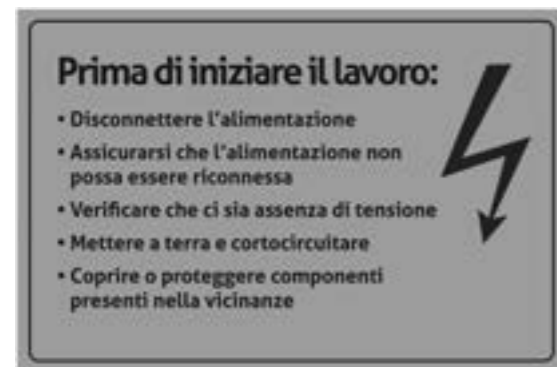 Prima di iniziare il lavoro:
• Disconnettere l'alimentazione
• Assicurarsi che l'alimentazione non
possa essere riconnessa
• Verificare che ci sia assenza di tensione
• Mettere a terra e cortocircuitare
• Coprire o proteggere componenti
presenti nella vicinanze